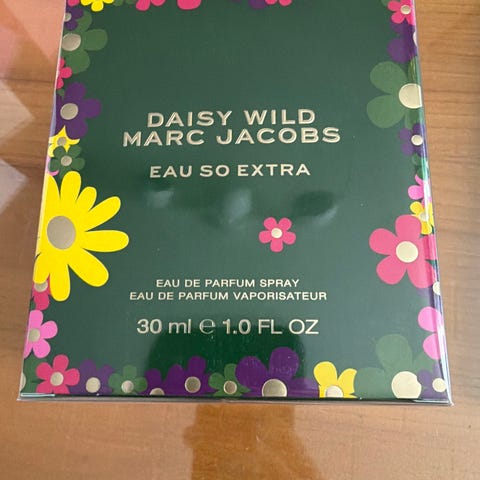 DAISY WILD
MARC JACOBS
EAU SO EXTRA
EAU DE PARFUM SPRAY
EAU DE PARFUM VAPORISATEUR
30 ml ℮ 1.0 FL OZ